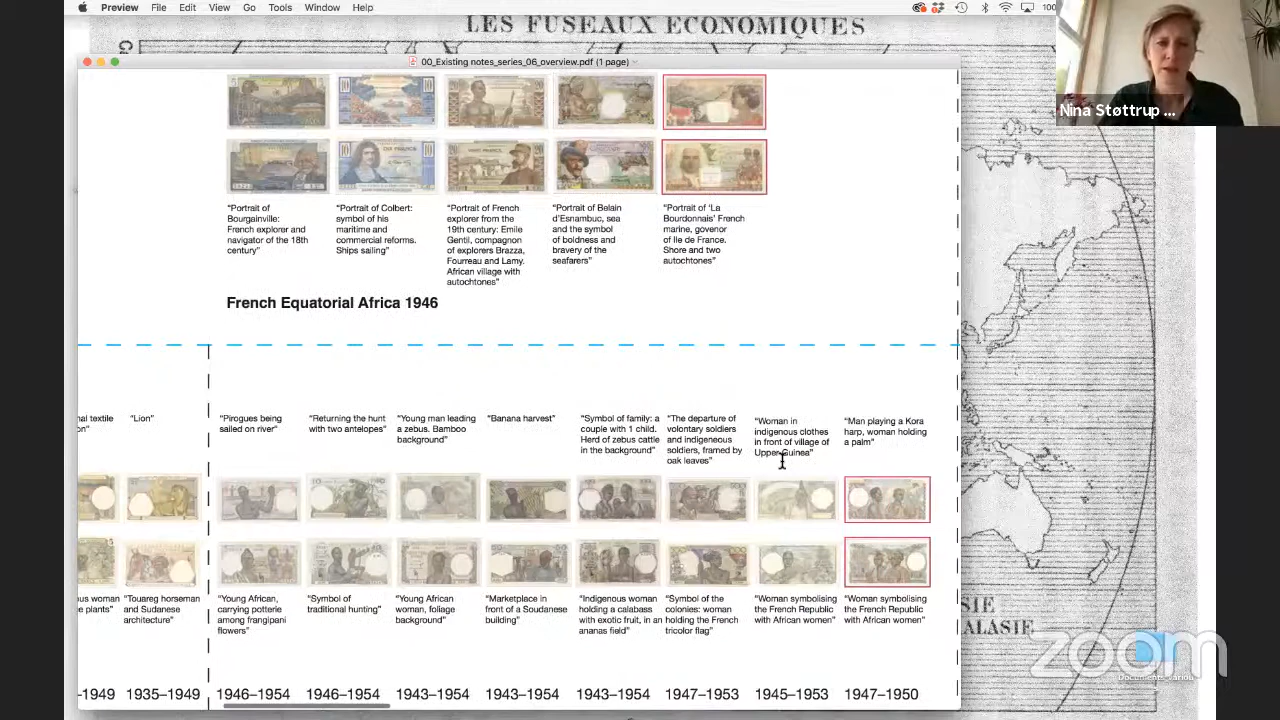 LES FUSEAUX ECONOMIQUES
Preview File Edit View Go Tools Window Help
100
00_Existing notes_series_06_overview.pdf (1 page)
Nina Støttrup ...
10 10
"Portrait of
Bourgainville:
French explorer and
navigator of the 18th
century"
"Portrait of Colbert:
symbol of his
maritime and
commercial reforms.
Ships sailing"
"Portrait of French
explorer from the
19th century: Emile
Gentil, compagnon
of explorers Brazza,
Fourreau and Lamy.
African village with
autochtones"
"Portrait of Belain
d'Esnambuc, sea
and the symbol
of boldness and
bravery of the
seafarers"
"Portrait of 'La
Bourdonnais' French
marine, govenor
of Ile de France.
Shore and two
autochtones"
French Equatorial Africa 1946
nal textile
on"
"Lion"
"Pirogues being
sailed on river"
"Returning the hunt
with two antelopes"
"Young man leading
a zebus. Bamboo
background"
"Banana harvest"
"Symbol of family: a
couple with 1 child.
Herd of zebus cattle
in the background"
"The departure of
volontary soldiers
and indigeneous
soldiers, framed by
oak leaves"
"Woman in
indigenous clothes
in front of village of
Upper Guinea"
"Man playing a Kora
harp, woman holding
a palm"
ous woman
e plants"
"Touareg horseman
and Sudanese
architecture"
"Young African,
carrying potterie
among frangipani
flowers"
"Symbol of
traditional hunting"
"Young African
woman, foliage
background"
"Marketplace in
front of a Soudanese
building"
"Indigenous woman
holding a calabass
with exotic fruit, in an
ananas field"
"Symbol of the
colonies: woman
holding the French
tricolor flag"
"Woman symbolising
the French Republic
with African women"
"Woman symbolising
the French Republic
with African women"
–1949 1935–1949 1946–1954 1946–1954 1943–1954 1943–1954 1947–1953 1945–1953 1947–1950
SIE
ALASIE
zoom